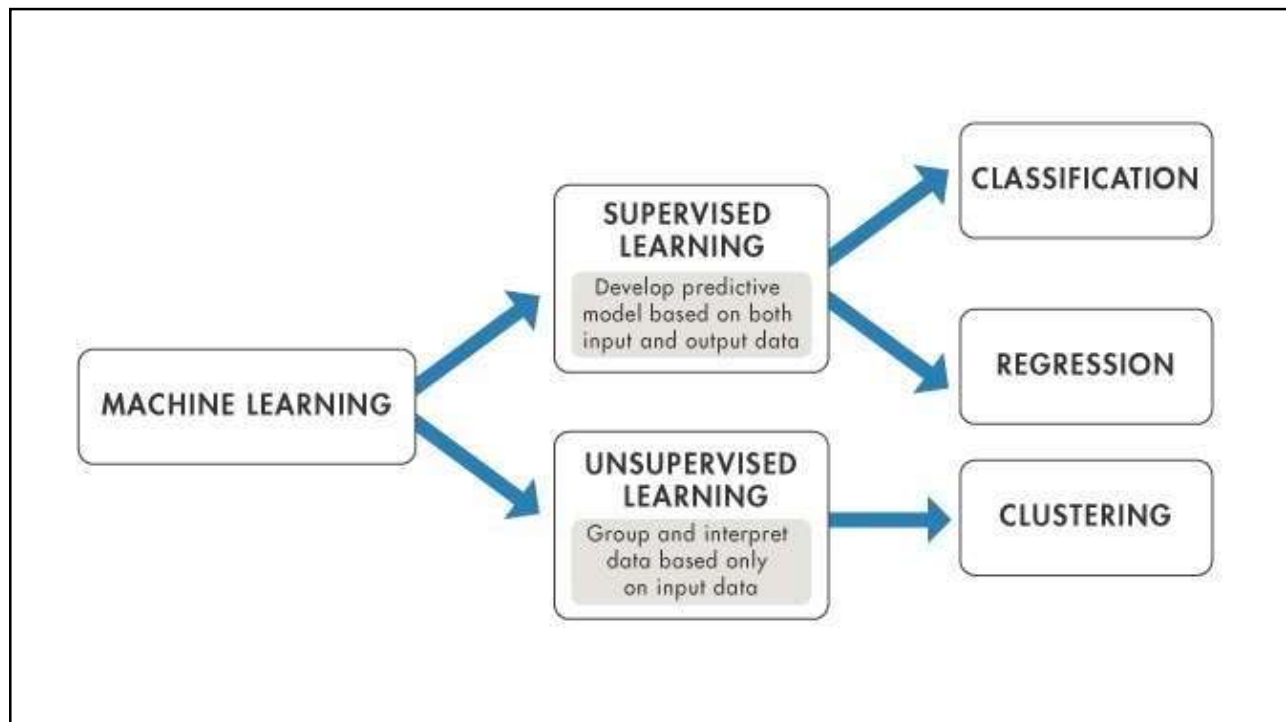 MACHINE LEARNING
SUPERVISED
LEARNING
Develop predictive
model based on both
input and output data
UNSUPERVISED
LEARNING
Group and interpret
data based only
on input data
CLASSIFICATION
REGRESSION
CLUSTERING